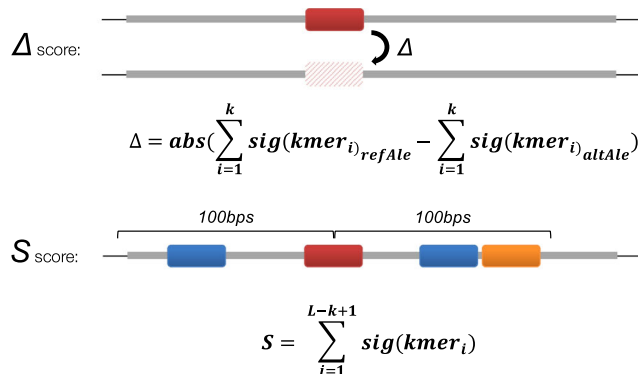 Δ score:
Δ
Δ = abs(∑_{i=1}^{k} sig(kmer_i)_{refAle} − ∑_{i=1}^{k} sig(kmer_i)_{altAle})
100bps 100bps
S score:
S = ∑_{i=1}^{L−k+1} sig(kmer_i)